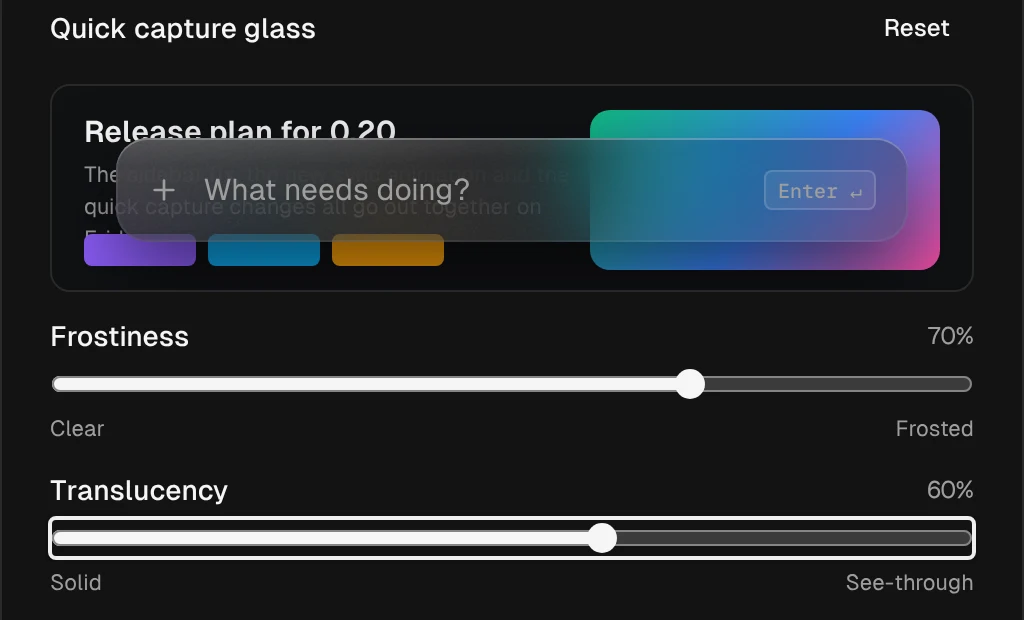 Quick capture glass
Reset
Release plan for 0.20
The
What needs doing?
Enter ↵
quick capture changes all go out together on
Frostiness
70%
Clear
Frosted
Translucency
60%
Solid
See-through